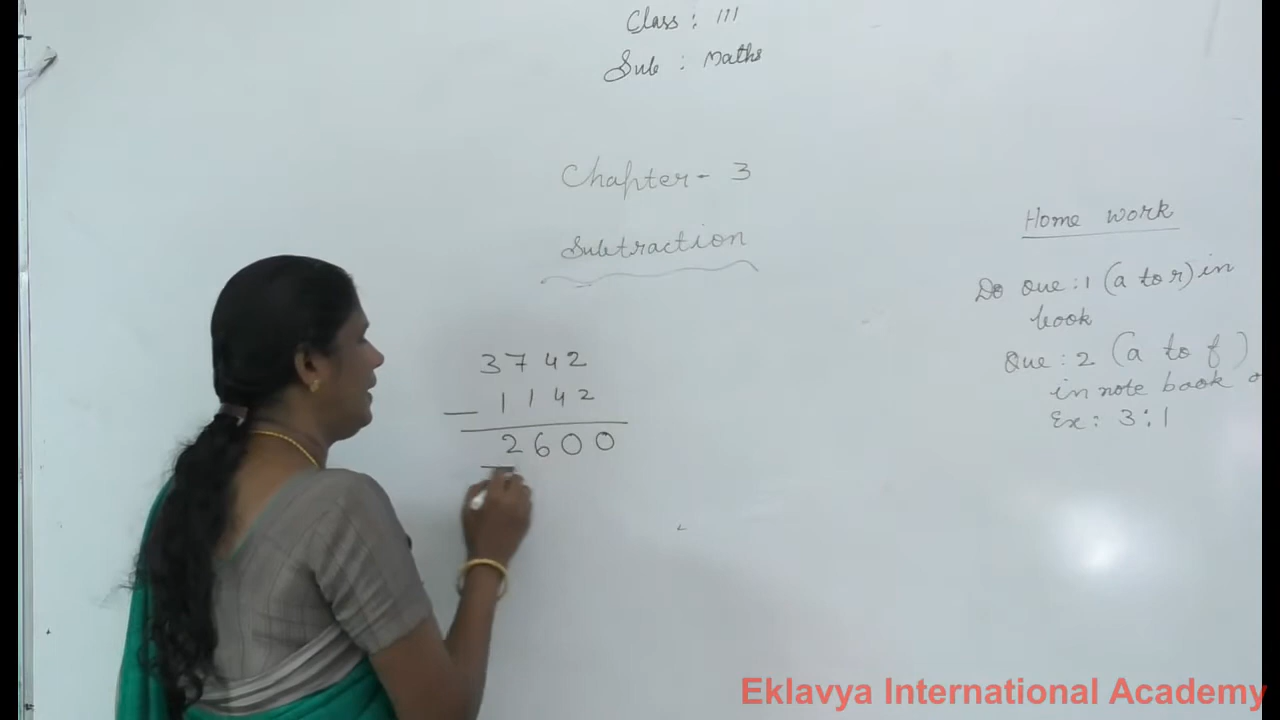 Class : III
Sub : Maths
Chapter - 3
Subtraction
3742
— 1142
2600
Home work
Do Que : 1 (a to r) in
book
Que : 2 (a to f)
in note book
Ex : 3 : 1
Eklavya International Academy